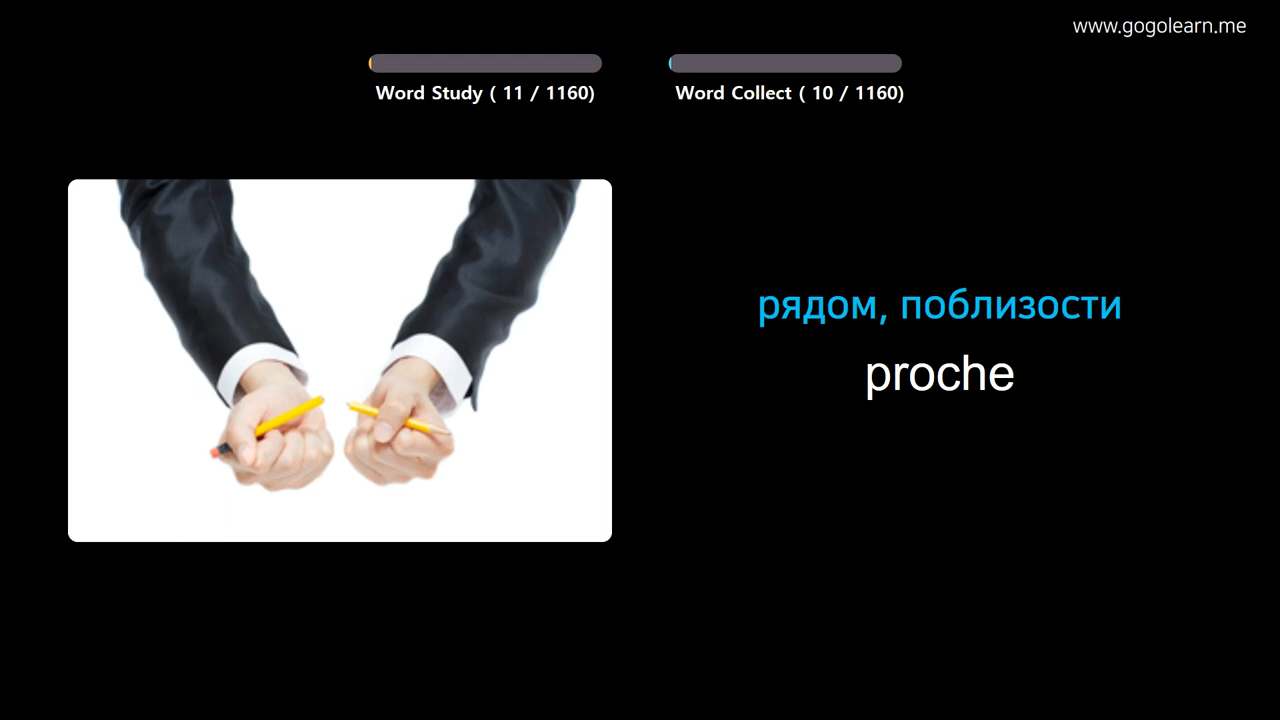 www.gogolearn.me
Word Study ( 11 / 1160)
Word Collect ( 10 / 1160)
рядом, поблизости
proche